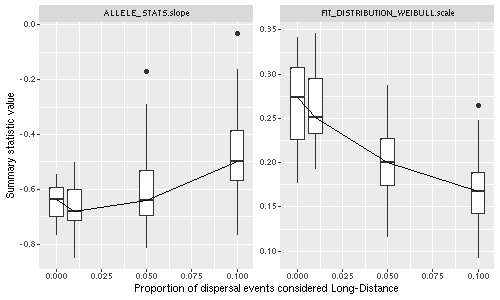 ALLELE_STATS.slope
FIT_DISTRIBUTION_WEIBULL.scale
Summary statistic value
0.0
-0.2
-0.4
-0.6
-0.8
0.35
0.30
0.25
0.20
0.15
0.10
0.000 0.025 0.050 0.075 0.100
0.000 0.025 0.050 0.075 0.100
Proportion of dispersal events considered Long-Distance